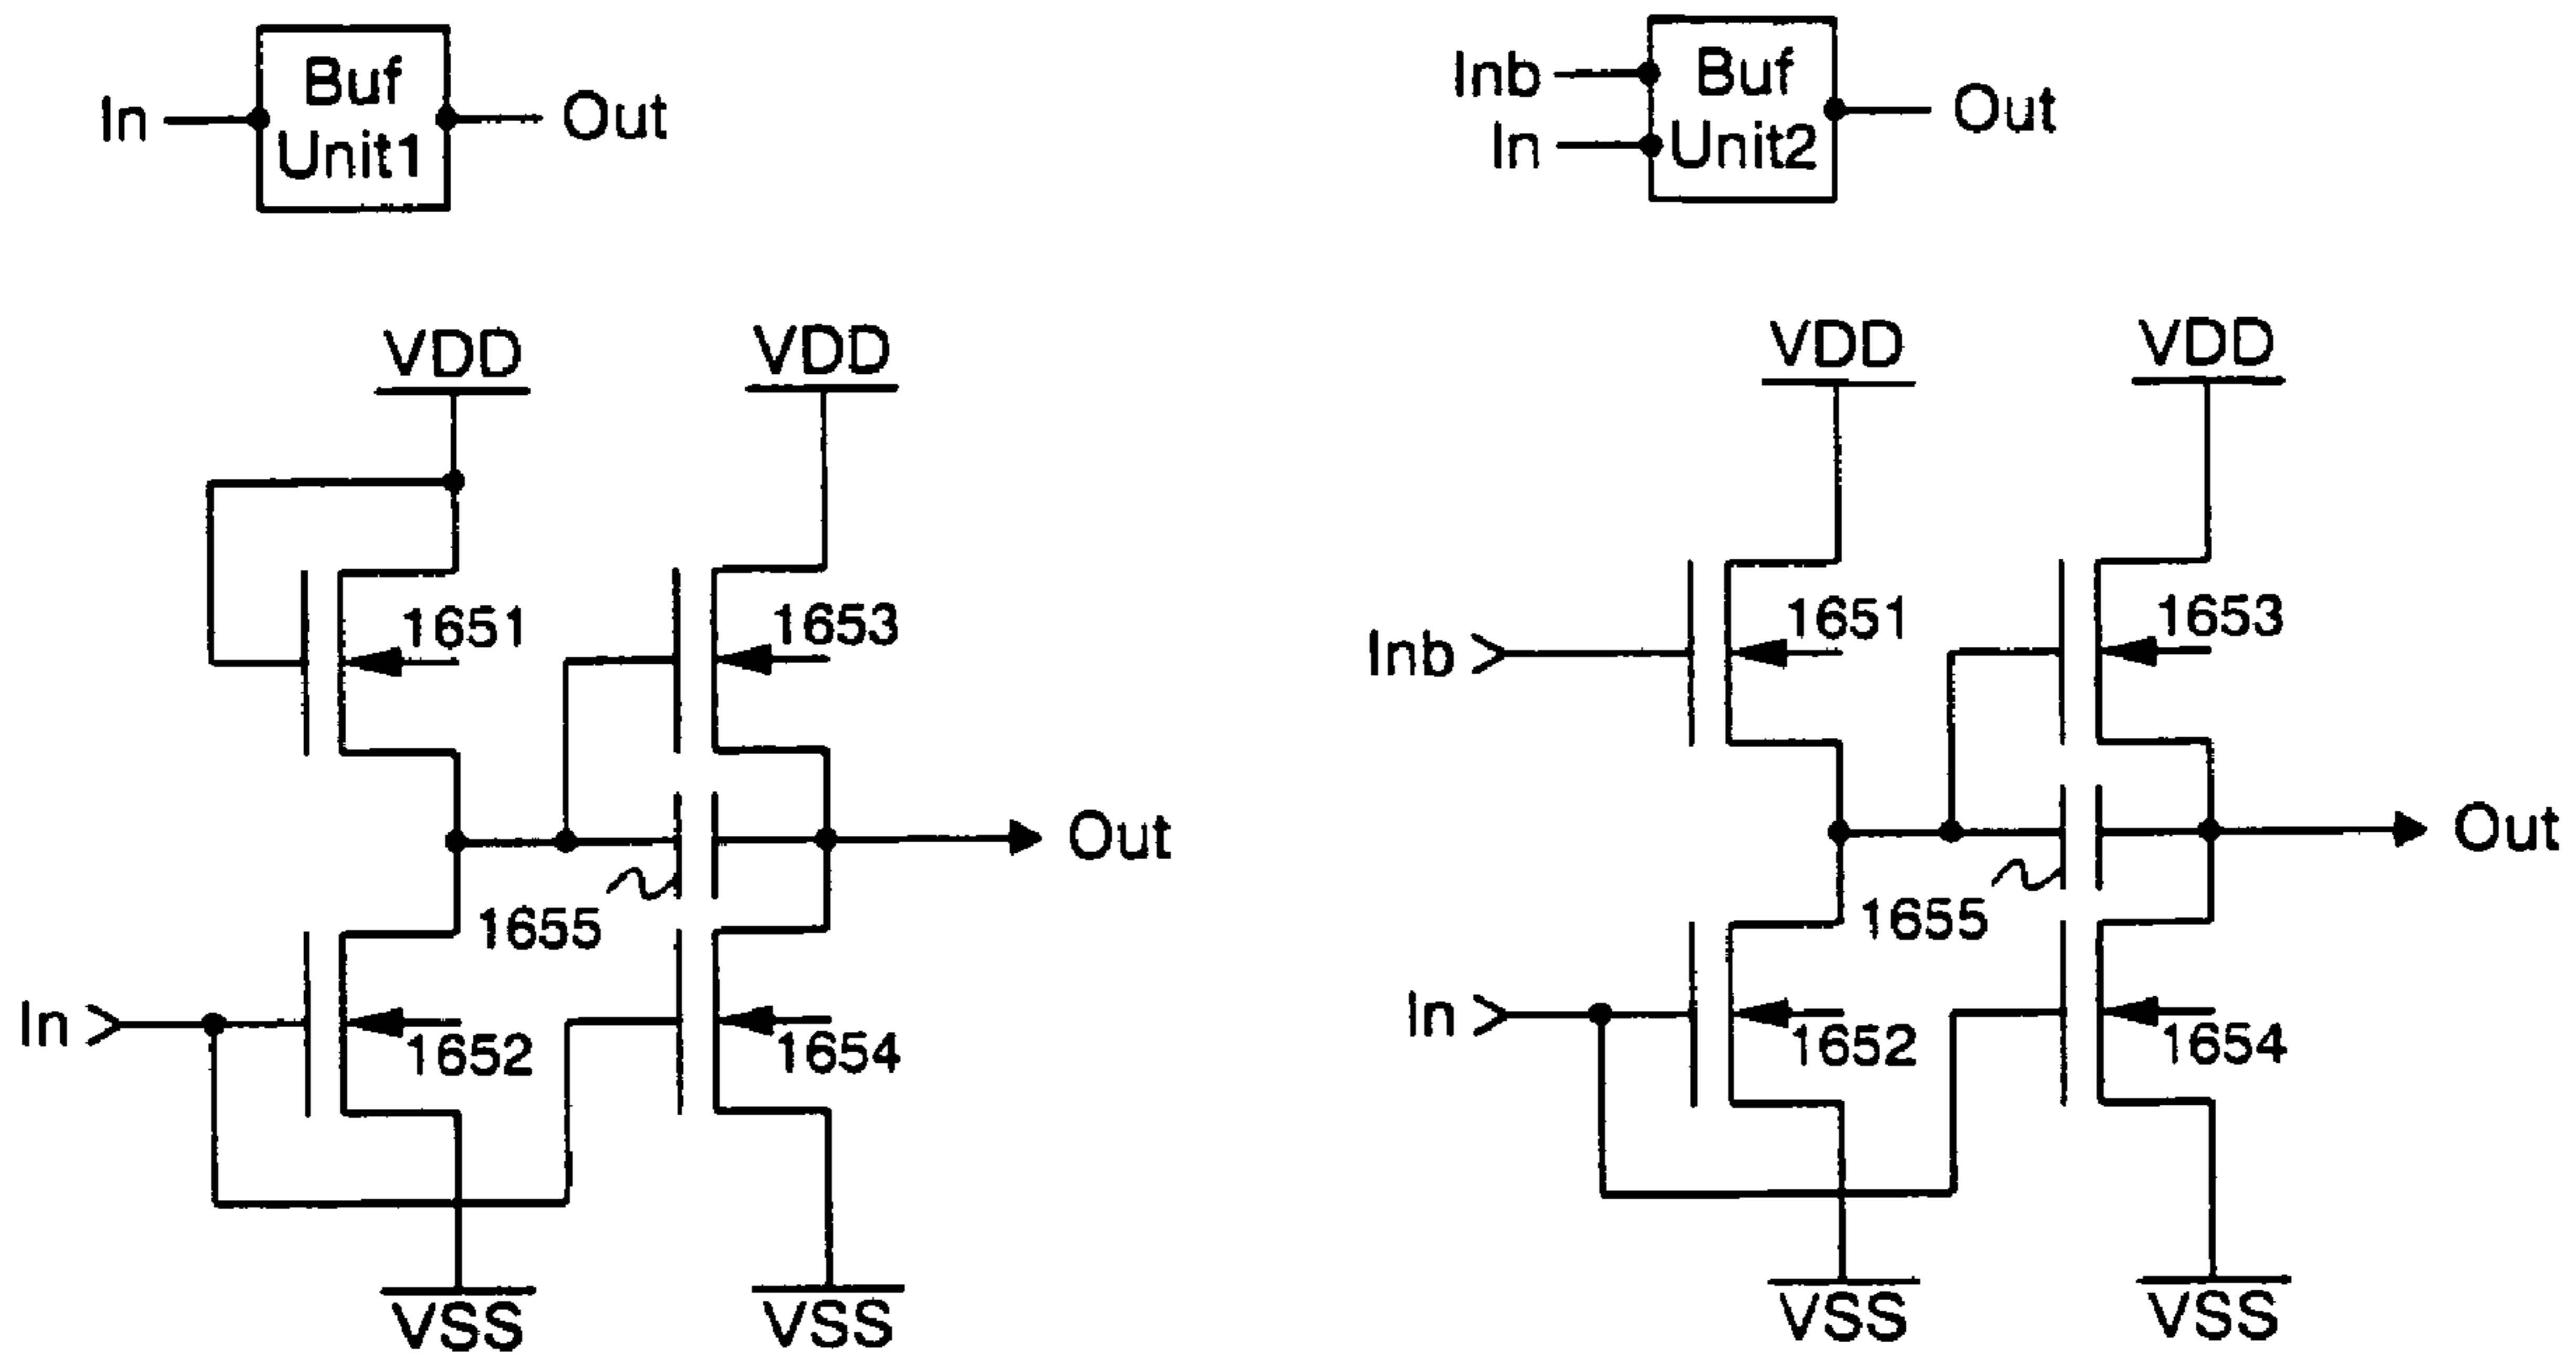 In
Buf
Unit1
Out
Inb
In
Buf
Unit2
Out
VDD
VDD
1651
1653
Out
1655
In
1652
1654
VSS
VSS
VDD
VDD
Inb
1651
1653
Out
1655
In
1652
1654
VSS
VSS